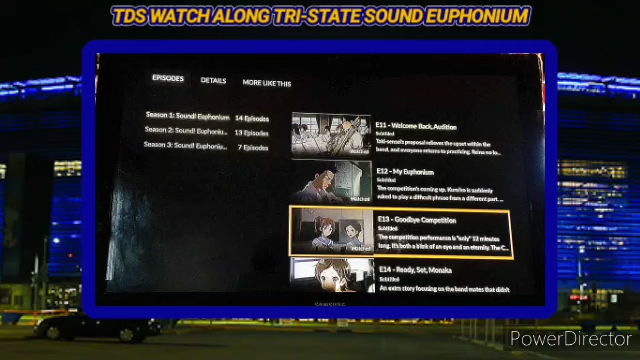 TDS WATCH ALONG TRI-STATE SOUND EUPHONIUM
EPISODES DETAILS MORE LIKE THIS
Season 1: Sound! Euphonium 14 Episodes
Season 2: Sound! Euphoniu... 13 Episodes
Season 3: Sound! Euphoniu... 7 Episodes
E11 - Welcome Back, Audition
Subtitled
Taki-sensei's proposal relieves the upset within the
band, and everyone returns to practicing. Reina no lo...
Watched
E12 - My Euphonium
Subtitled
The competition's coming up. Kumiko is suddenly
asked to play a difficult phrase from a different part. ...
Watched
E13 - Goodbye Competition
Subtitled
The competition performance is "only" 12 minutes
long. It's both a blink of an eye and an eternity. The C...
Watched
E14 - Ready, Set, Monaka
Subtitled
An extra story focusing on the band mates that didn't
PowerDirector